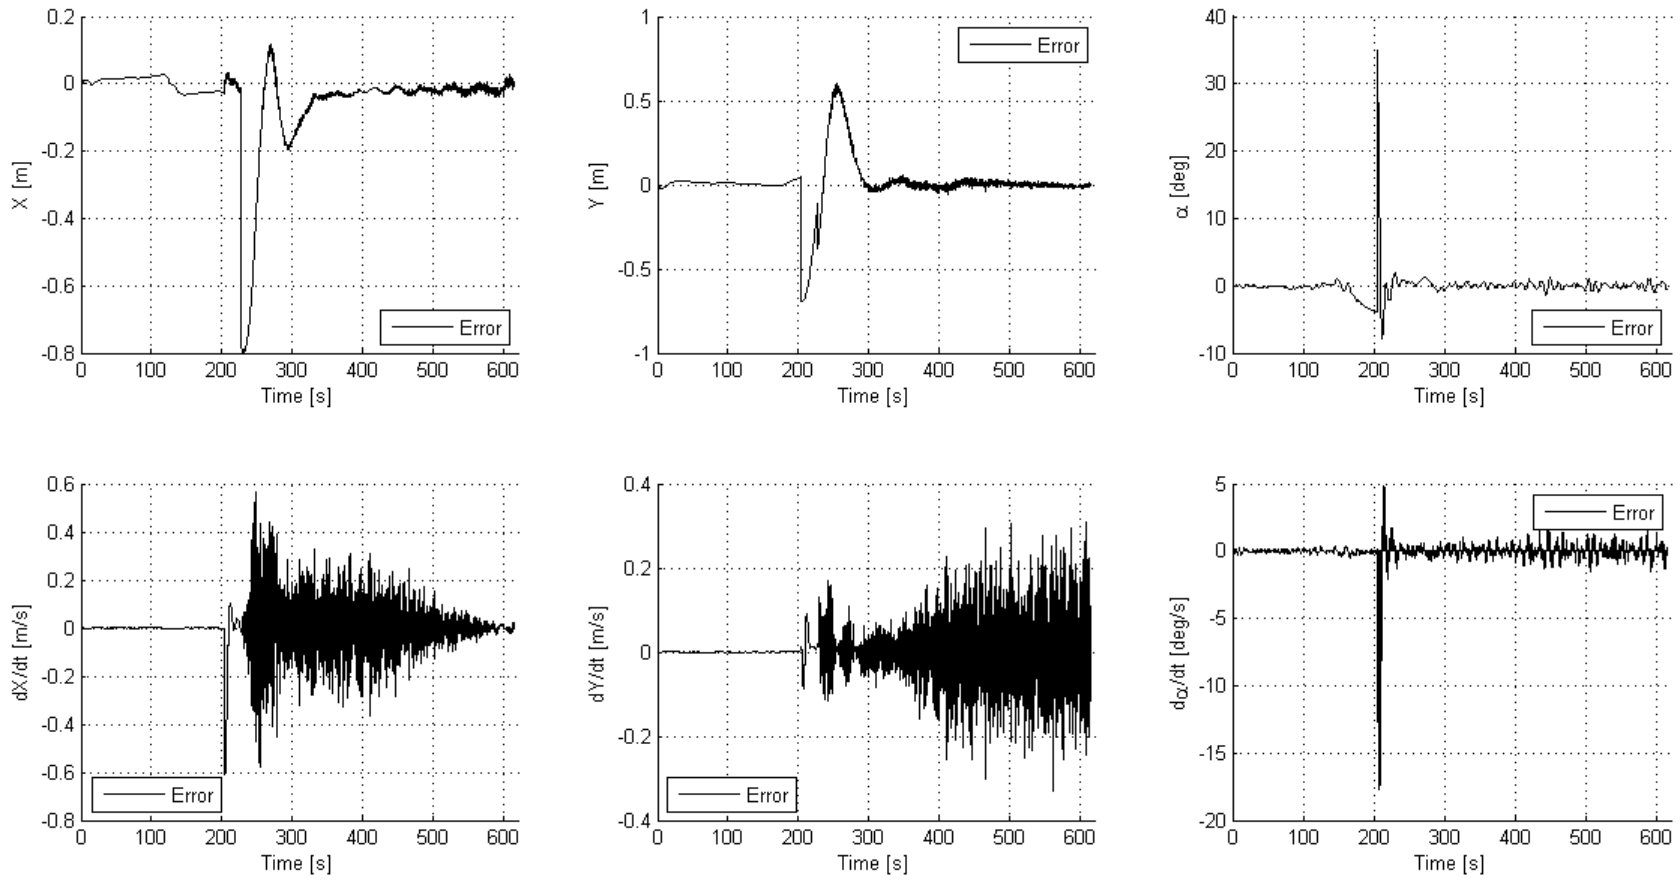 0.2
0
-0.2
-0.4
-0.6
-0.8
X [m]
0 100 200 300 400 500 600
Time [s]
Error
1
0.5
0
-0.5
-1
Y [m]
0 100 200 300 400 500 600
Time [s]
Error
40
30
20
10
0
-10
α [deg]
0 100 200 300 400 500 600
Time [s]
Error
0.6
0.4
0.2
0
-0.2
-0.4
-0.6
-0.8
dX/dt [m/s]
0 100 200 300 400 500 600
Time [s]
Error
0.4
0.2
0
-0.2
-0.4
dY/dt [m/s]
0 100 200 300 400 500 600
Time [s]
Error
5
0
-5
-10
-15
-20
dα/dt [deg/s]
0 100 200 300 400 500 600
Time [s]
Error